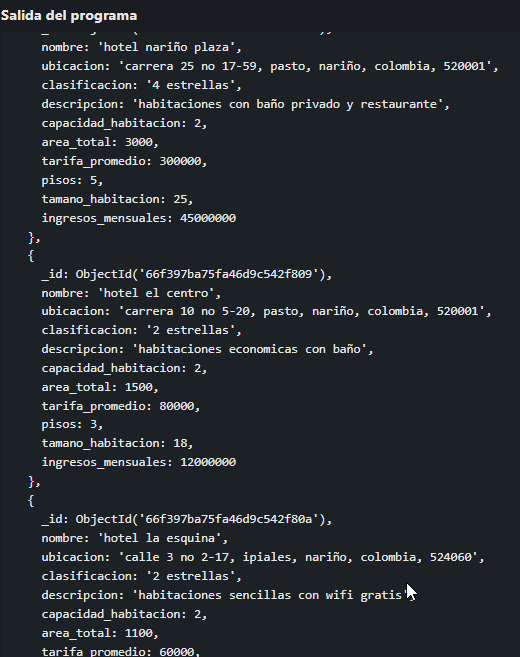 Salida del programa
nombre: 'hotel nariño plaza',
ubicacion: 'carrera 25 no 17-59, pasto, nariño, colombia, 520001',
clasificacion: '4 estrellas',
descripcion: 'habitaciones con baño privado y restaurante',
capacidad_habitacion: 2,
area_total: 3000,
tarifa_promedio: 300000,
pisos: 5,
tamano_habitacion: 25,
ingresos_mensuales: 45000000
},
{
_id: ObjectId('66f397ba75fa46d9c542f809'),
nombre: 'hotel el centro',
ubicacion: 'carrera 10 no 5-20, pasto, nariño, colombia, 520001',
clasificacion: '2 estrellas',
descripcion: 'habitaciones economicas con baño',
capacidad_habitacion: 2,
area_total: 1500,
tarifa_promedio: 80000,
pisos: 3,
tamano_habitacion: 18,
ingresos_mensuales: 12000000
},
{
_id: ObjectId('66f397ba75fa46d9c542f80a'),
nombre: 'hotel la esquina',
ubicacion: 'calle 3 no 2-17, ipiales, nariño, colombia, 524060',
clasificacion: '2 estrellas',
descripcion: 'habitaciones sencillas con wifi gratis',
capacidad_habitacion: 2,
area_total: 1100,
tarifa_promedio: 60000,